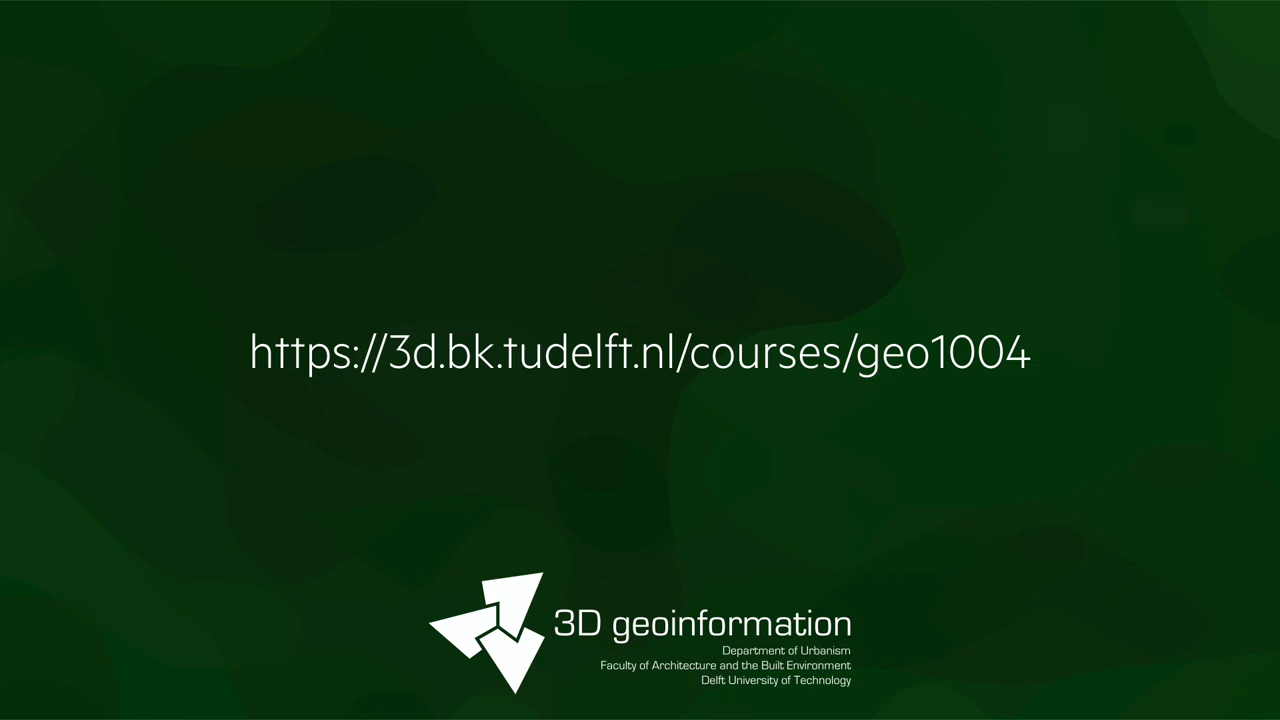 https://3d.bk.tudelft.nl/courses/geo1004
3D geoinformation
Department of Urbanism
Faculty of Architecture and the Built Environment
Delft University of Technology